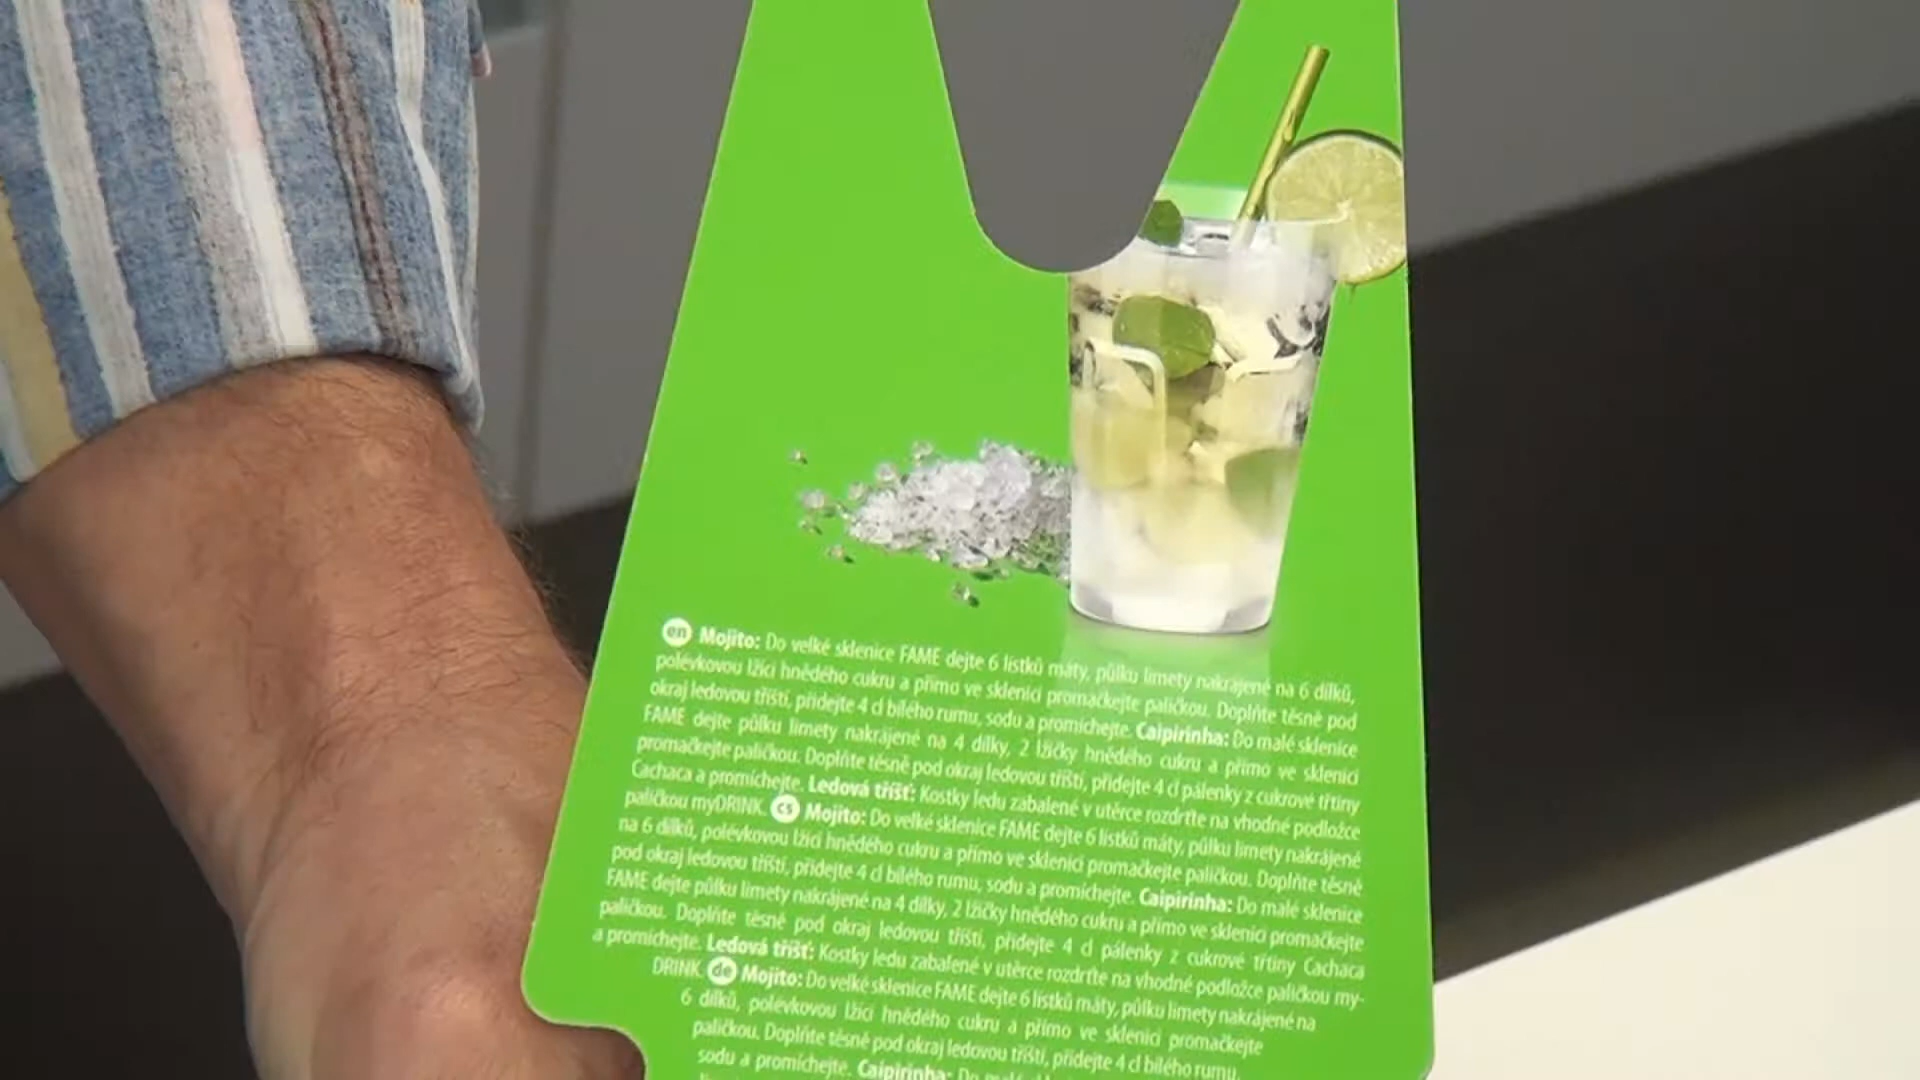 en Mojito: Do velké sklenice FAME dejte 6 lístků máty, půlku limety nakrájené na 6 dílků,
polévkovou lžíci hnědého cukru a přímo ve sklenici promačkejte paličkou. Doplňte těsně pod
okraj ledovou tříští, přidejte 4 cl bílého rumu, sodu a promíchejte. Caipirinha: Do malé sklenice
FAME dejte půlku limety nakrájené na 4 dílky, 2 lžičky hnědého cukru a přímo ve sklenici
promačkejte paličkou. Doplňte těsně pod okraj ledovou tříští, přidejte 4 cl pálenky z cukrové třtiny
Cachaca a promíchejte. Ledová tříšť: Kostky ledu zabalené v utěrce rozdrťte na vhodné podložce
paličkou myDRINK. cs Mojito: Do velké sklenice FAME dejte 6 lístků máty, půlku limety nakrájené
na 6 dílků, polévkovou lžíci hnědého cukru a přímo ve sklenici promačkejte paličkou. Doplňte těsně
pod okraj ledovou tříští, přidejte 4 cl bílého rumu, sodu a promíchejte. Caipirinha: Do malé sklenice
FAME dejte půlku limety nakrájené na 4 dílky, 2 lžičky hnědého cukru a přímo ve sklenici promačkejte
paličkou. Doplňte těsně pod okraj ledovou tříští, přidejte 4 cl pálenky z cukrové třtiny Cachaca
a promíchejte. Ledová tříšť: Kostky ledu zabalené v utěrce rozdrťte na vhodné podložce paličkou my-
DRINK. de Mojito: Do velké sklenice FAME dejte 6 lístků máty, půlku limety nakrájené na
6 dílků, polévkovou lžíci hnědého cukru a přímo ve sklenici promačkejte
paličkou. Doplňte těsně pod okraj ledovou tříští, přidejte 4 cl bílého rumu,
sodu a promíchejte. Caipirinha: Do